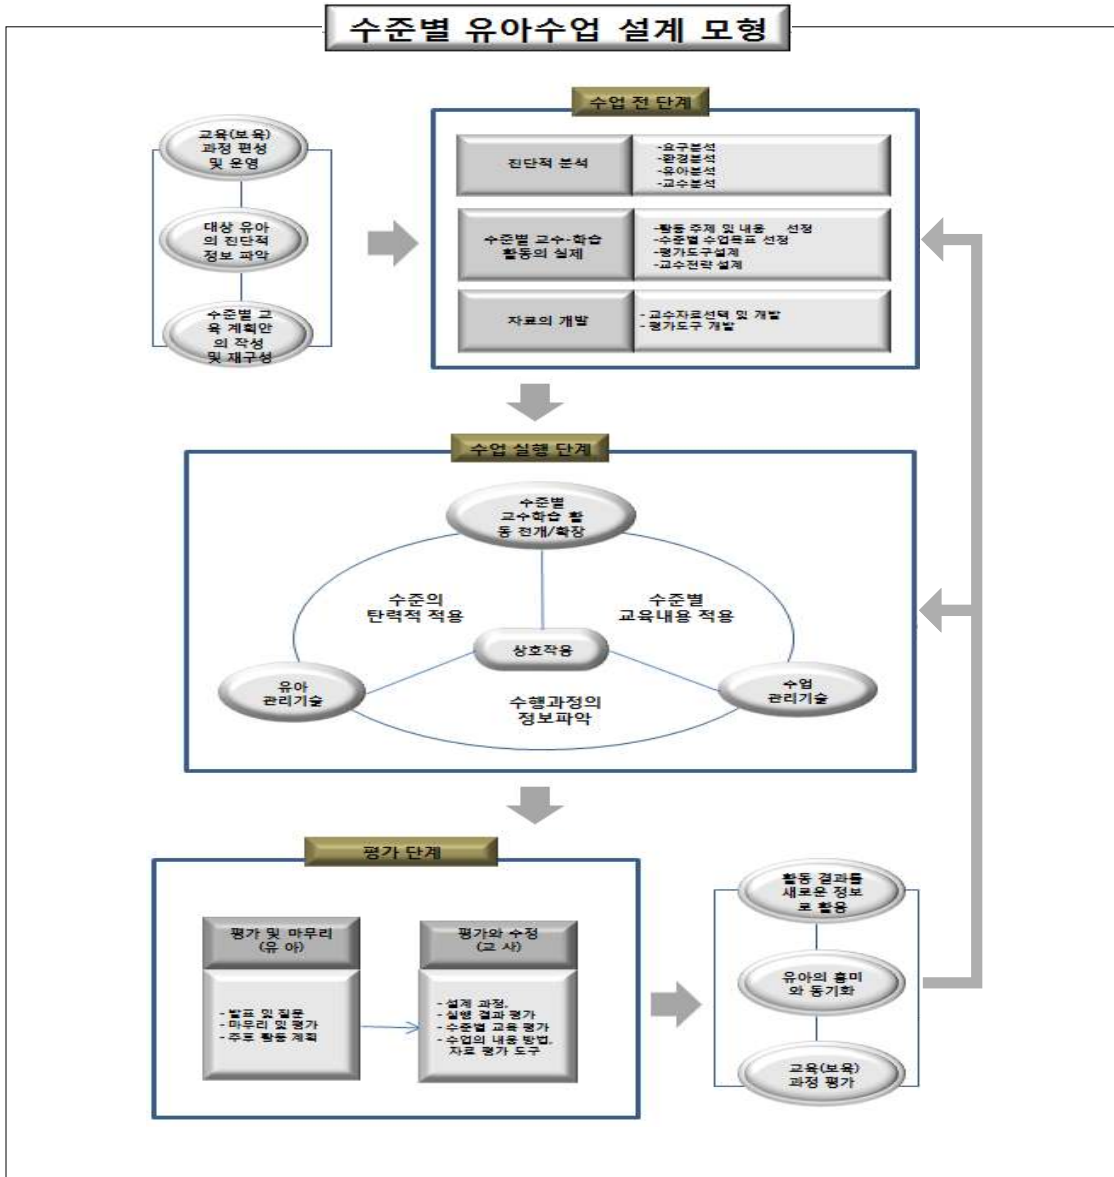 수준별 유아수업 설계 모형
수업 전 단계
교육(보육)
과정 편성
및 운영
대상 유아
의 진단적
정보 파악
수준별 교
육 계획안
의 작성
및 재구성
진단적 분석
-요구분석
-환경분석
-유아분석
-교수분석
수준별 교수-학습
활동의 실제
-활동 주제 및 내용 선정
-수준별 수업목표 선정
-평가도구설계
-교수전략 설계
자료의 개발
- 교수자료선택 및 개발
- 평가도구 개발
수업 실행 단계
수준별
교수학습 활
동 전개/확장
수준의
탄력적 적용
수준별
교육내용 적용
상호작용
유아
관리기술
수업
관리기술
수행과정의
정보파악
평가 단계
평가 및 마무리
(유 아)
- 발표 및 질문
- 마무리 및 평가
- 추후 활동 계획
평가와 수정
(교 사)
- 설계 과정,
- 실행 결과 평가
- 수준별 교육 평가
- 수업의 내용 방법,
자료 평가 도구
활동 결과를
새로운 정보
로 활용
유아의 흥미
와 동기화
교육(보육)
과정 평가